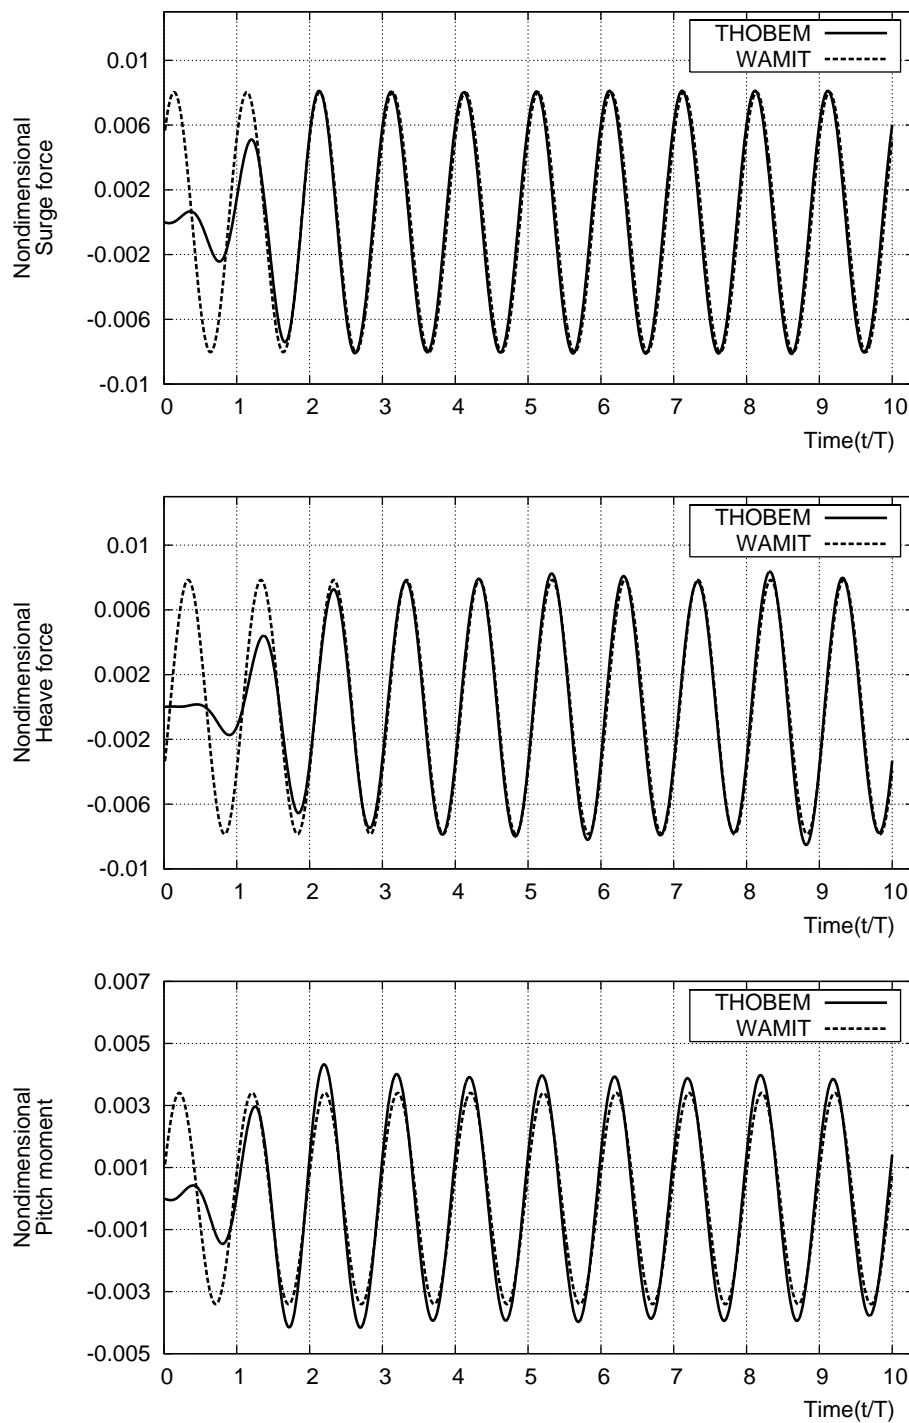 THOBEM
WAMIT
0.01
0.006
0.002
-0.002
-0.006
-0.01
Nondimensional
Surge force
0 1 2 3 4 5 6 7 8 9 10
Time(t/T)
THOBEM
WAMIT
0.01
0.006
0.002
-0.002
-0.006
-0.01
Nondimensional
Heave force
0 1 2 3 4 5 6 7 8 9 10
Time(t/T)
THOBEM
WAMIT
0.007
0.005
0.003
0.001
-0.001
-0.003
-0.005
Nondimensional
Pitch moment
0 1 2 3 4 5 6 7 8 9 10
Time(t/T)